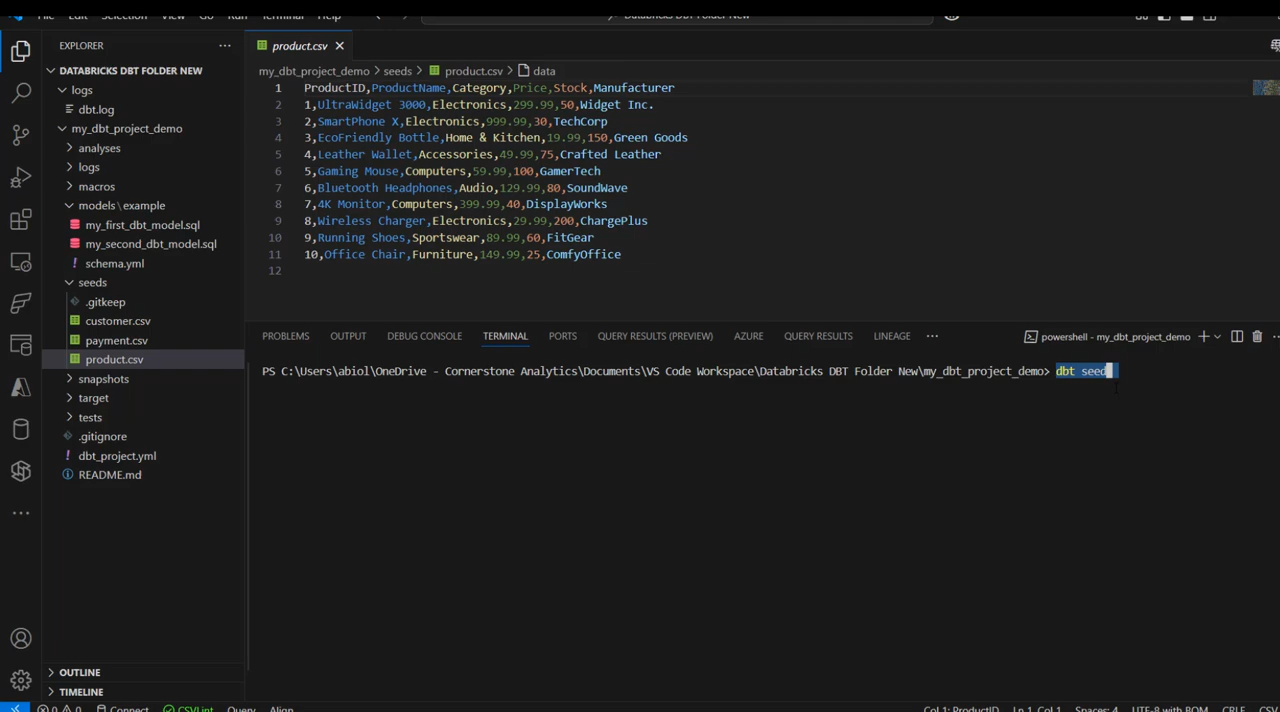 File Edit Selection View Go Run Terminal Help
Databricks DBT Folder New
EXPLORER
DATABRICKS DBT FOLDER NEW
logs
dbt.log
my_dbt_project_demo
analyses
logs
macros
models\example
my_first_dbt_model.sql
my_second_dbt_model.sql
schema.yml
seeds
.gitkeep
customer.csv
payment.csv
product.csv
snapshots
target
tests
.gitignore
dbt_project.yml
README.md
OUTLINE
TIMELINE
product.csv
my_dbt_project_demo > seeds > product.csv > data
1 ProductID,ProductName,Category,Price,Stock,Manufacturer
2 1,UltraWidget 3000,Electronics,299.99,50,Widget Inc.
3 2,SmartPhone X,Electronics,999.99,30,TechCorp
4 3,EcoFriendly Bottle,Home & Kitchen,19.99,150,Green Goods
5 4,Leather Wallet,Accessories,49.99,75,Crafted Leather
6 5,Gaming Mouse,Computers,59.99,100,GamerTech
7 6,Bluetooth Headphones,Audio,129.99,80,SoundWave
8 7,4K Monitor,Computers,399.99,40,DisplayWorks
9 8,Wireless Charger,Electronics,29.99,200,ChargePlus
10 9,Running Shoes,Sportswear,89.99,60,FitGear
11 10,Office Chair,Furniture,149.99,25,ComfyOffice
12
PROBLEMS OUTPUT DEBUG CONSOLE TERMINAL PORTS QUERY RESULTS (PREVIEW) AZURE QUERY RESULTS LINEAGE ... powershell - my_dbt_project_demo
PS C:\Users\abiol\OneDrive - Cornerstone Analytics\Documents\VS Code Workspace\Databricks DBT Folder New\my_dbt_project_demo> dbt seed
0 0 Connect CSVLint Query Align Col 1: ProductID Ln 1, Col 1 Spaces: 4 UTF-8 with BOM CRLF CSV